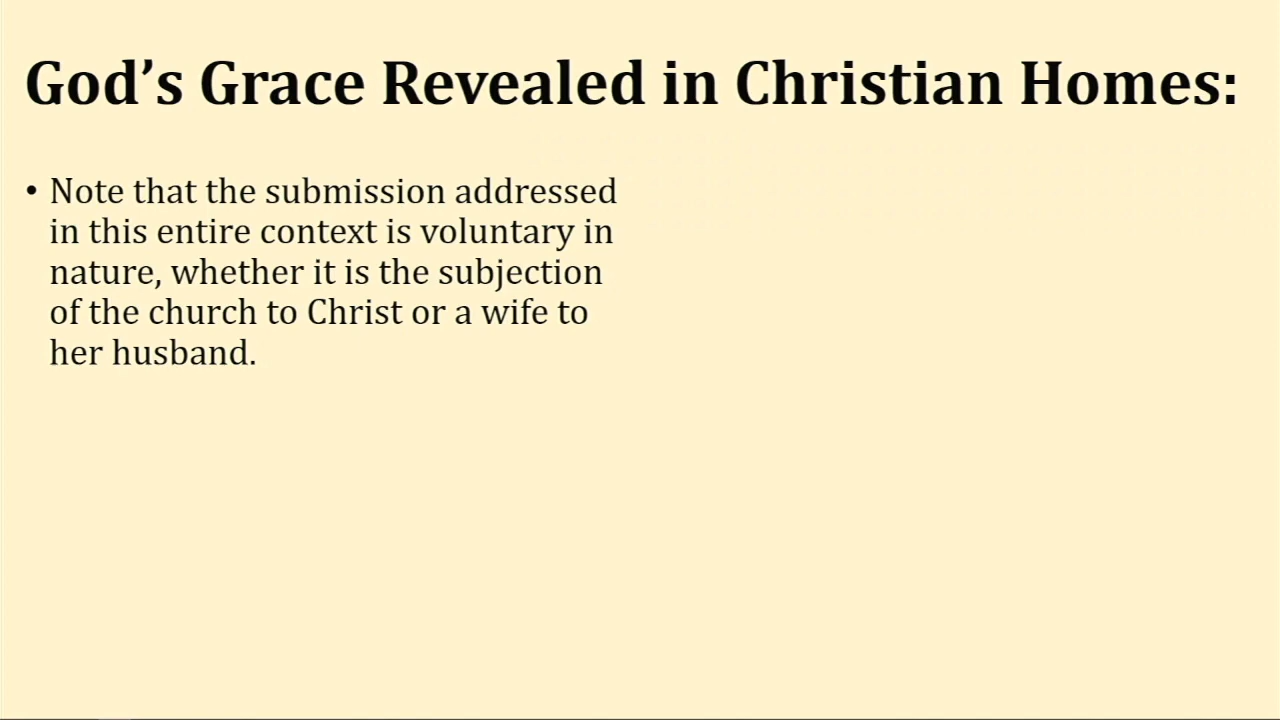 God’s Grace Revealed in Christian Homes:
• Note that the submission addressed
in this entire context is voluntary in
nature, whether it is the subjection
of the church to Christ or a wife to
her husband.